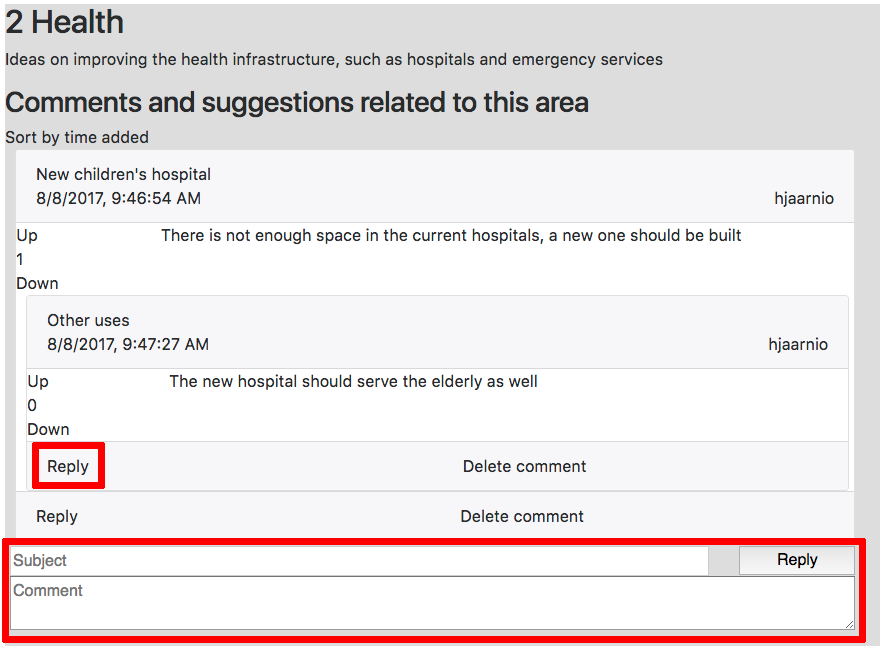 2 Health
Ideas on improving the health infrastructure, such as hospitals and emergency services
Comments and suggestions related to this area
Sort by time added
New children's hospital
8/8/2017, 9:46:54 AM hjaarnio
Up There is not enough space in the current hospitals, a new one should be built
1
Down
Other uses
8/8/2017, 9:47:27 AM hjaarnio
Up The new hospital should serve the elderly as well
0
Down
Reply Delete comment
Reply Delete comment
Subject Reply
Comment